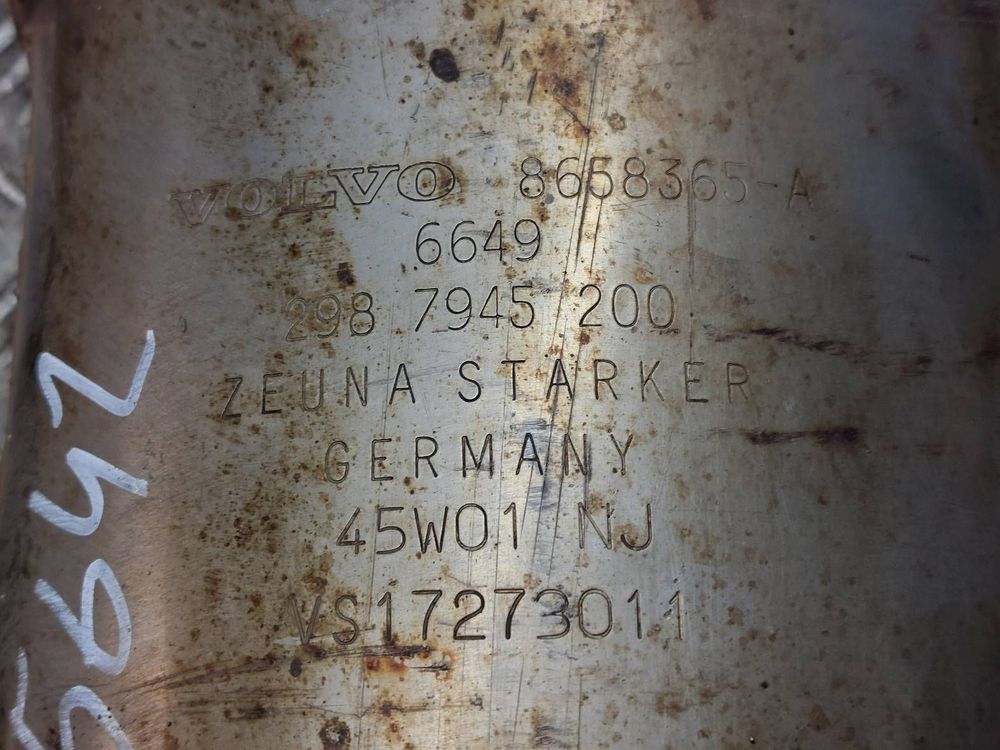 VOLVO 8658365-A
6649
298 7945 200
ZEUNA STARKER
GERMANY
45W01 NJ
VS17273011